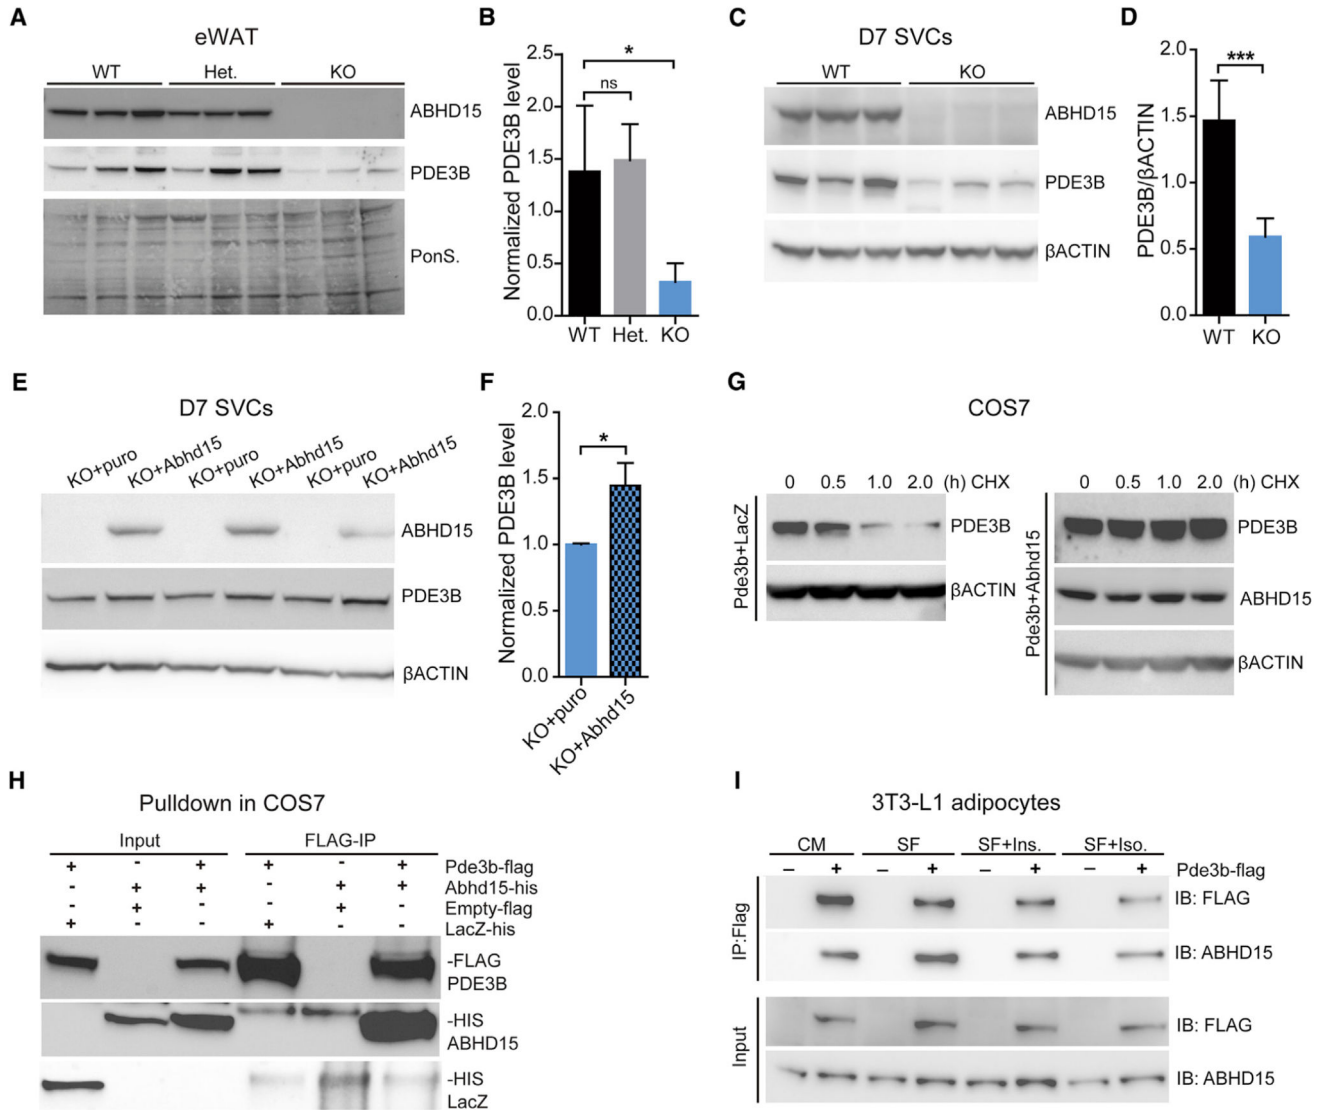 A
eWAT
WT Het. KO
ABHD15
PDE3B
PonS.
B
Normalized PDE3B level
2.5
2.0
1.5
1.0
0.5
0.0
*
ns
WT Het. KO
C
D7 SVCs
WT KO
ABHD15
PDE3B
βACTIN
D
PDE3B/βACTIN
2.0
1.5
1.0
0.5
0.0
***
WT KO
E
D7 SVCs
KO+puro KO+Abhd15 KO+puro KO+Abhd15 KO+puro KO+Abhd15
ABHD15
PDE3B
βACTIN
F
Normalized PDE3B level
2.0
1.5
1.0
0.5
0.0
*
KO+puro
KO+Abhd15
G
COS7
0 0.5 1.0 2.0 (h) CHX
Pde3b+LacZ
PDE3B
βACTIN
0 0.5 1.0 2.0 (h) CHX
Pde3b+Abhd15
PDE3B
ABHD15
βACTIN
H
Pulldown in COS7
Input FLAG-IP
+ - + + - + Pde3b-flag
- + + - + + Abhd15-his
- + - - + - Empty-flag
+ - - + - - LacZ-his
-FLAG
PDE3B
-HIS
ABHD15
-HIS
LacZ
I
3T3-L1 adipocytes
CM SF SF+Ins. SF+Iso.
– + – + – + – + Pde3b-flag
IP:Flag
IB: FLAG
IB: ABHD15
Input
IB: FLAG
IB: ABHD15